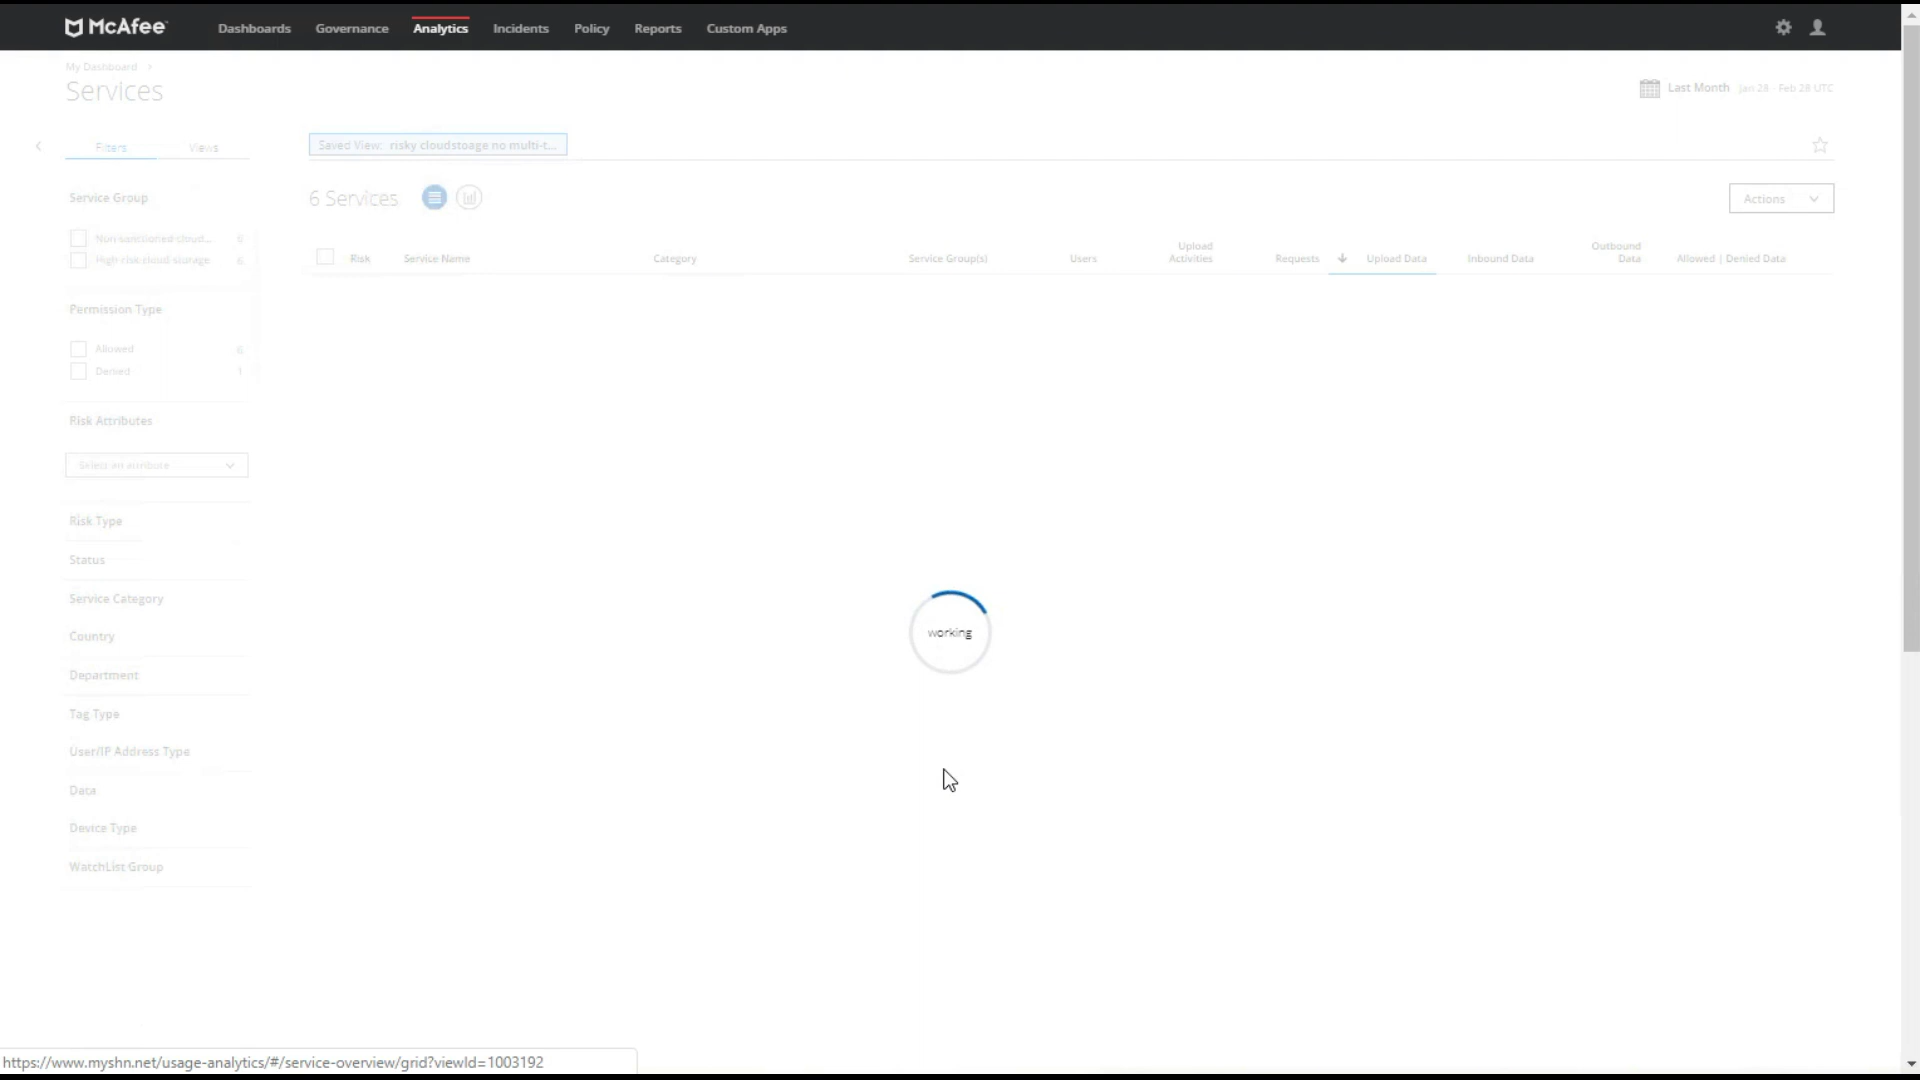 McAfee
Dashboards Governance Analytics Incidents Policy Reports Custom Apps
My Dashboard >
Services
Last Month Jan 28 - Feb 28 UTC
Filters Views
Saved View: risky cloudstoage no multi-t...
Service Group
6 Services
Actions
Non sanctioned cloud...
High risk cloud storage 6
Risk Service Name Category Service Group(s) Users Upload Activities Requests Upload Data Inbound Data Outbound Data Allowed | Denied Data
Permission Type
Allowed 6
Denied 1
Risk Attributes
Select an attribute
Risk Type
Status
Service Category
Country
working
Department
Tag Type
User/IP Address Type
Data
Device Type
WatchList Group
https://www.myshn.net/usage-analytics/#/service-overview/grid?viewId=1003192